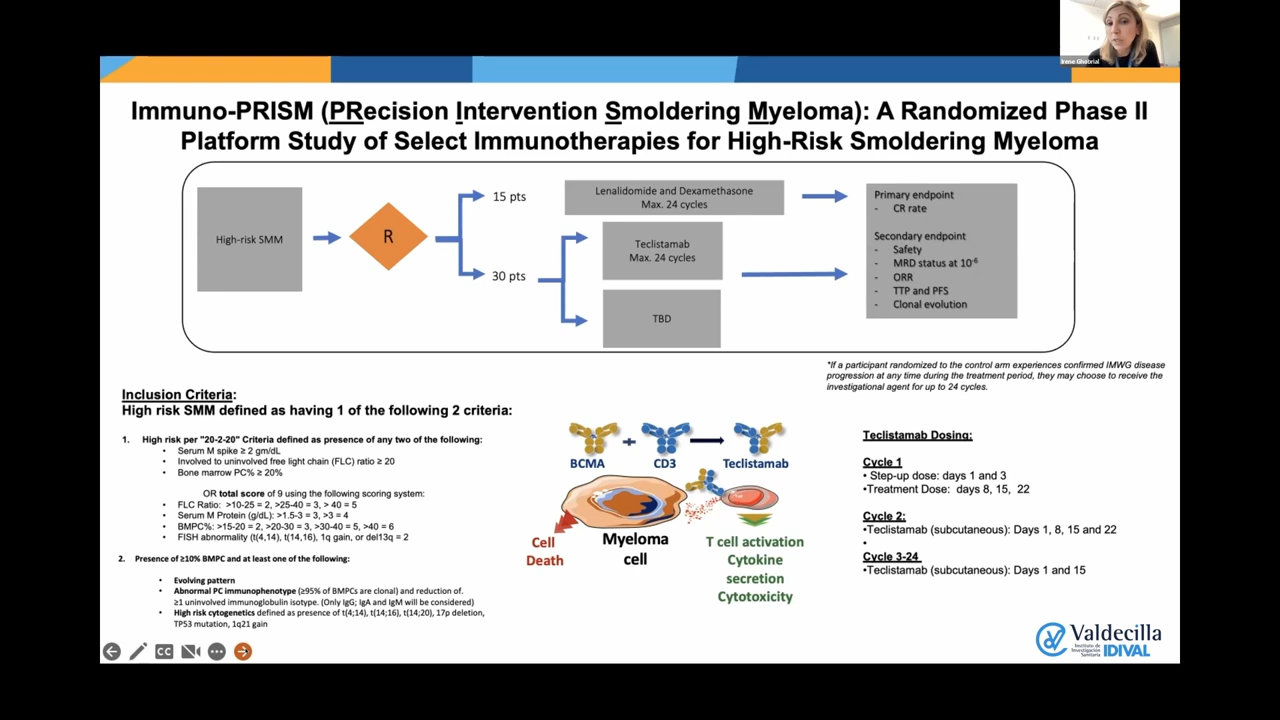 Irene Ghobrial
Immuno-PRISM (PRecision Intervention Smoldering Myeloma): A Randomized Phase II
Platform Study of Select Immunotherapies for High-Risk Smoldering Myeloma
High-risk SMM
R
15 pts
30 pts
Lenalidomide and Dexamethasone
Max. 24 cycles
Teclistamab
Max. 24 cycles
TBD
Primary endpoint
- CR rate
Secondary endpoint
- Safety
- MRD status at 10-6
- ORR
- TTP and PFS
- Clonal evolution
*If a participant randomized to the control arm experiences confirmed IMWG disease
progression at any time during the treatment period, they may choose to receive the
investigational agent for up to 24 cycles.
Inclusion Criteria:
High risk SMM defined as having 1 of the following 2 criteria:
1. High risk per "20-2-20" Criteria defined as presence of any two of the following:
• Serum M spike ≥ 2 gm/dL
• Involved to uninvolved free light chain (FLC) ratio ≥ 20
• Bone marrow PC% ≥ 20%
OR total score of 9 using the following scoring system:
• FLC Ratio: >10-25 = 2, >25-40 = 3, > 40 = 5
• Serum M Protein (g/dL): >1.5-3 = 3, >3 = 4
• BMPC%: >15-20 = 2, >20-30 = 3, >30-40 = 5, >40 = 6
• FISH abnormality (t(4,14), t(14,16), 1q gain, or del13q = 2
2. Presence of ≥10% BMPC and at least one of the following:
• Evolving pattern
• Abnormal PC immunophenotype (≥95% of BMPCs are clonal) and reduction of.
≥1 uninvolved immunoglobulin isotype. (Only IgG; IgA and IgM will be considered)
• High risk cytogenetics defined as presence of t(4;14), t(14;16), t(14;20), 17p deletion,
TP53 mutation, 1q21 gain
BCMA
+
CD3
Teclistamab
Cell
Death
Myeloma
cell
T cell activation
Cytokine
secretion
Cytotoxicity
Teclistamab Dosing:
Cycle 1
• Step-up dose: days 1 and 3
•Treatment Dose: days 8, 15, 22
Cycle 2:
•Teclistamab (subcutaneous): Days 1, 8, 15 and 22
•
Cycle 3-24
•Teclistamab (subcutaneous): Days 1 and 15
CC
Valdecilla
Instituto de
Investigación
Sanitaria
IDIVAL